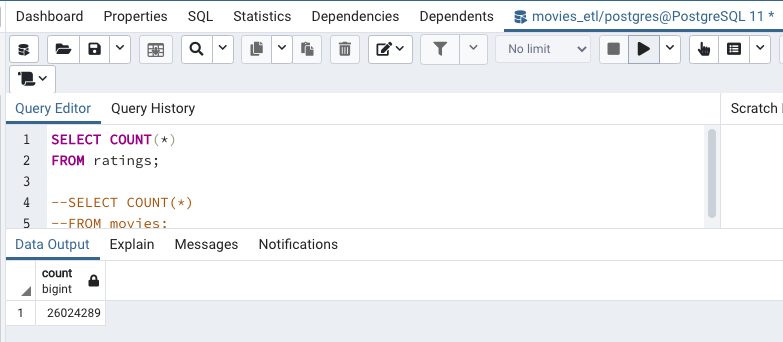 Dashboard Properties SQL Statistics Dependencies Dependents movies_etl/postgres@PostgreSQL 11 *
No limit
Query Editor Query History Scratch
1 SELECT COUNT(*)
2 FROM ratings;
3
4 --SELECT COUNT(*)
5 --FROM movies;
Data Output Explain Messages Notifications
count
bigint
1 26024289